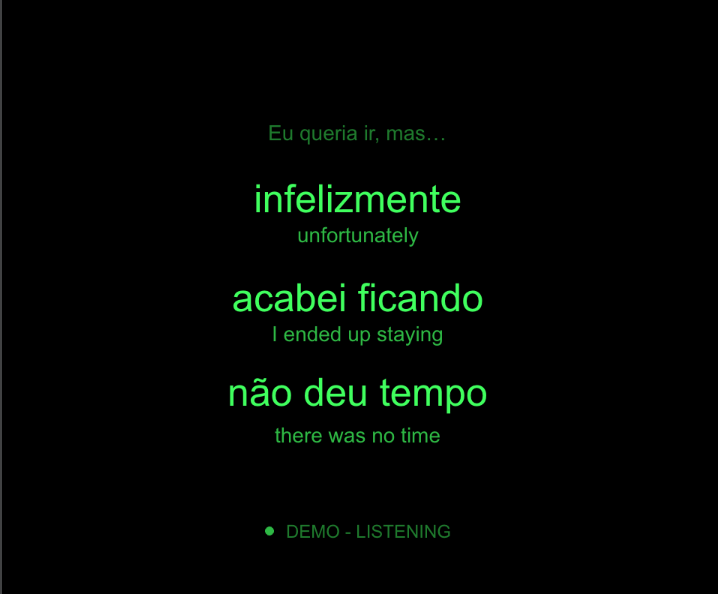 Eu queria ir, mas…
infelizmente
unfortunately
acabei ficando
I ended up staying
não deu tempo
there was no time
DEMO - LISTENING